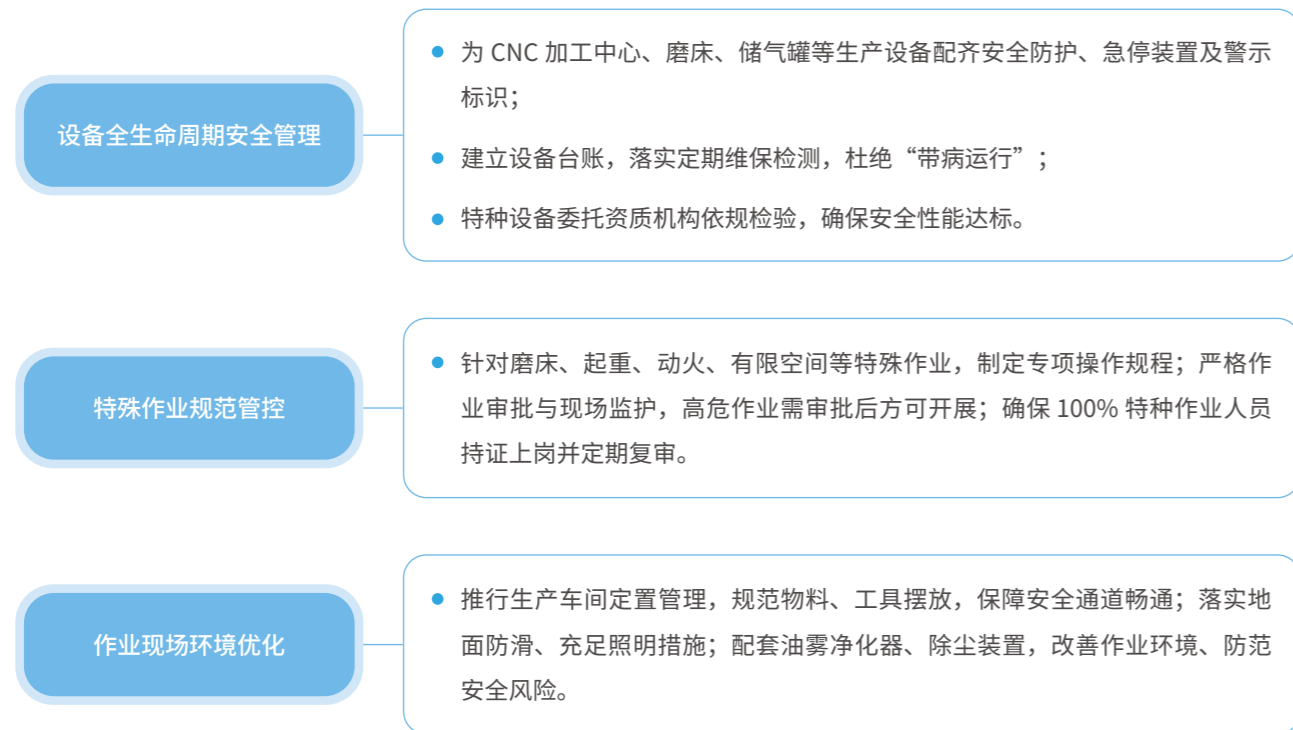 设备全生命周期安全管理
为 CNC 加工中心、磨床、储气罐等生产设备配齐安全防护、急停装置及警示
标识；
建立设备台账，落实定期维保检测，杜绝“带病运行”；
特种设备委托资质机构依规检验，确保安全性能达标。
特殊作业规范管控
针对磨床、起重、动火、有限空间等特殊作业，制定专项操作规程；严格作
业审批与现场监护，高危作业需审批后方可开展；确保 100% 特种作业人员
持证上岗并定期复审。
作业现场环境优化
推行生产车间定置管理，规范物料、工具摆放，保障安全通道畅通；落实地
面防滑、充足照明措施；配套油雾净化器、除尘装置，改善作业环境、防范
安全风险。